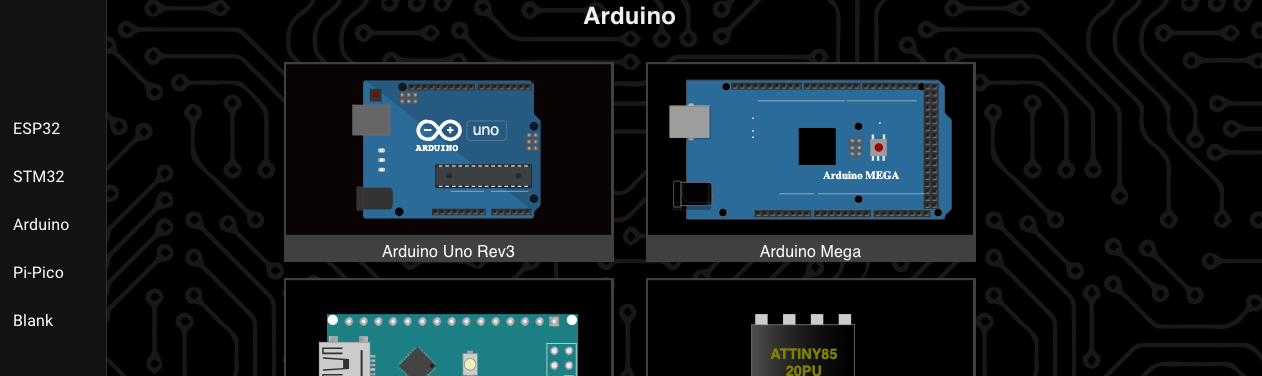 Arduino
ESP32
STM32
Arduino
Pi-Pico
Blank
uno
ARDUINO
Arduino Uno Rev3
Arduino MEGA
Arduino Mega
ATTINY85
20PU